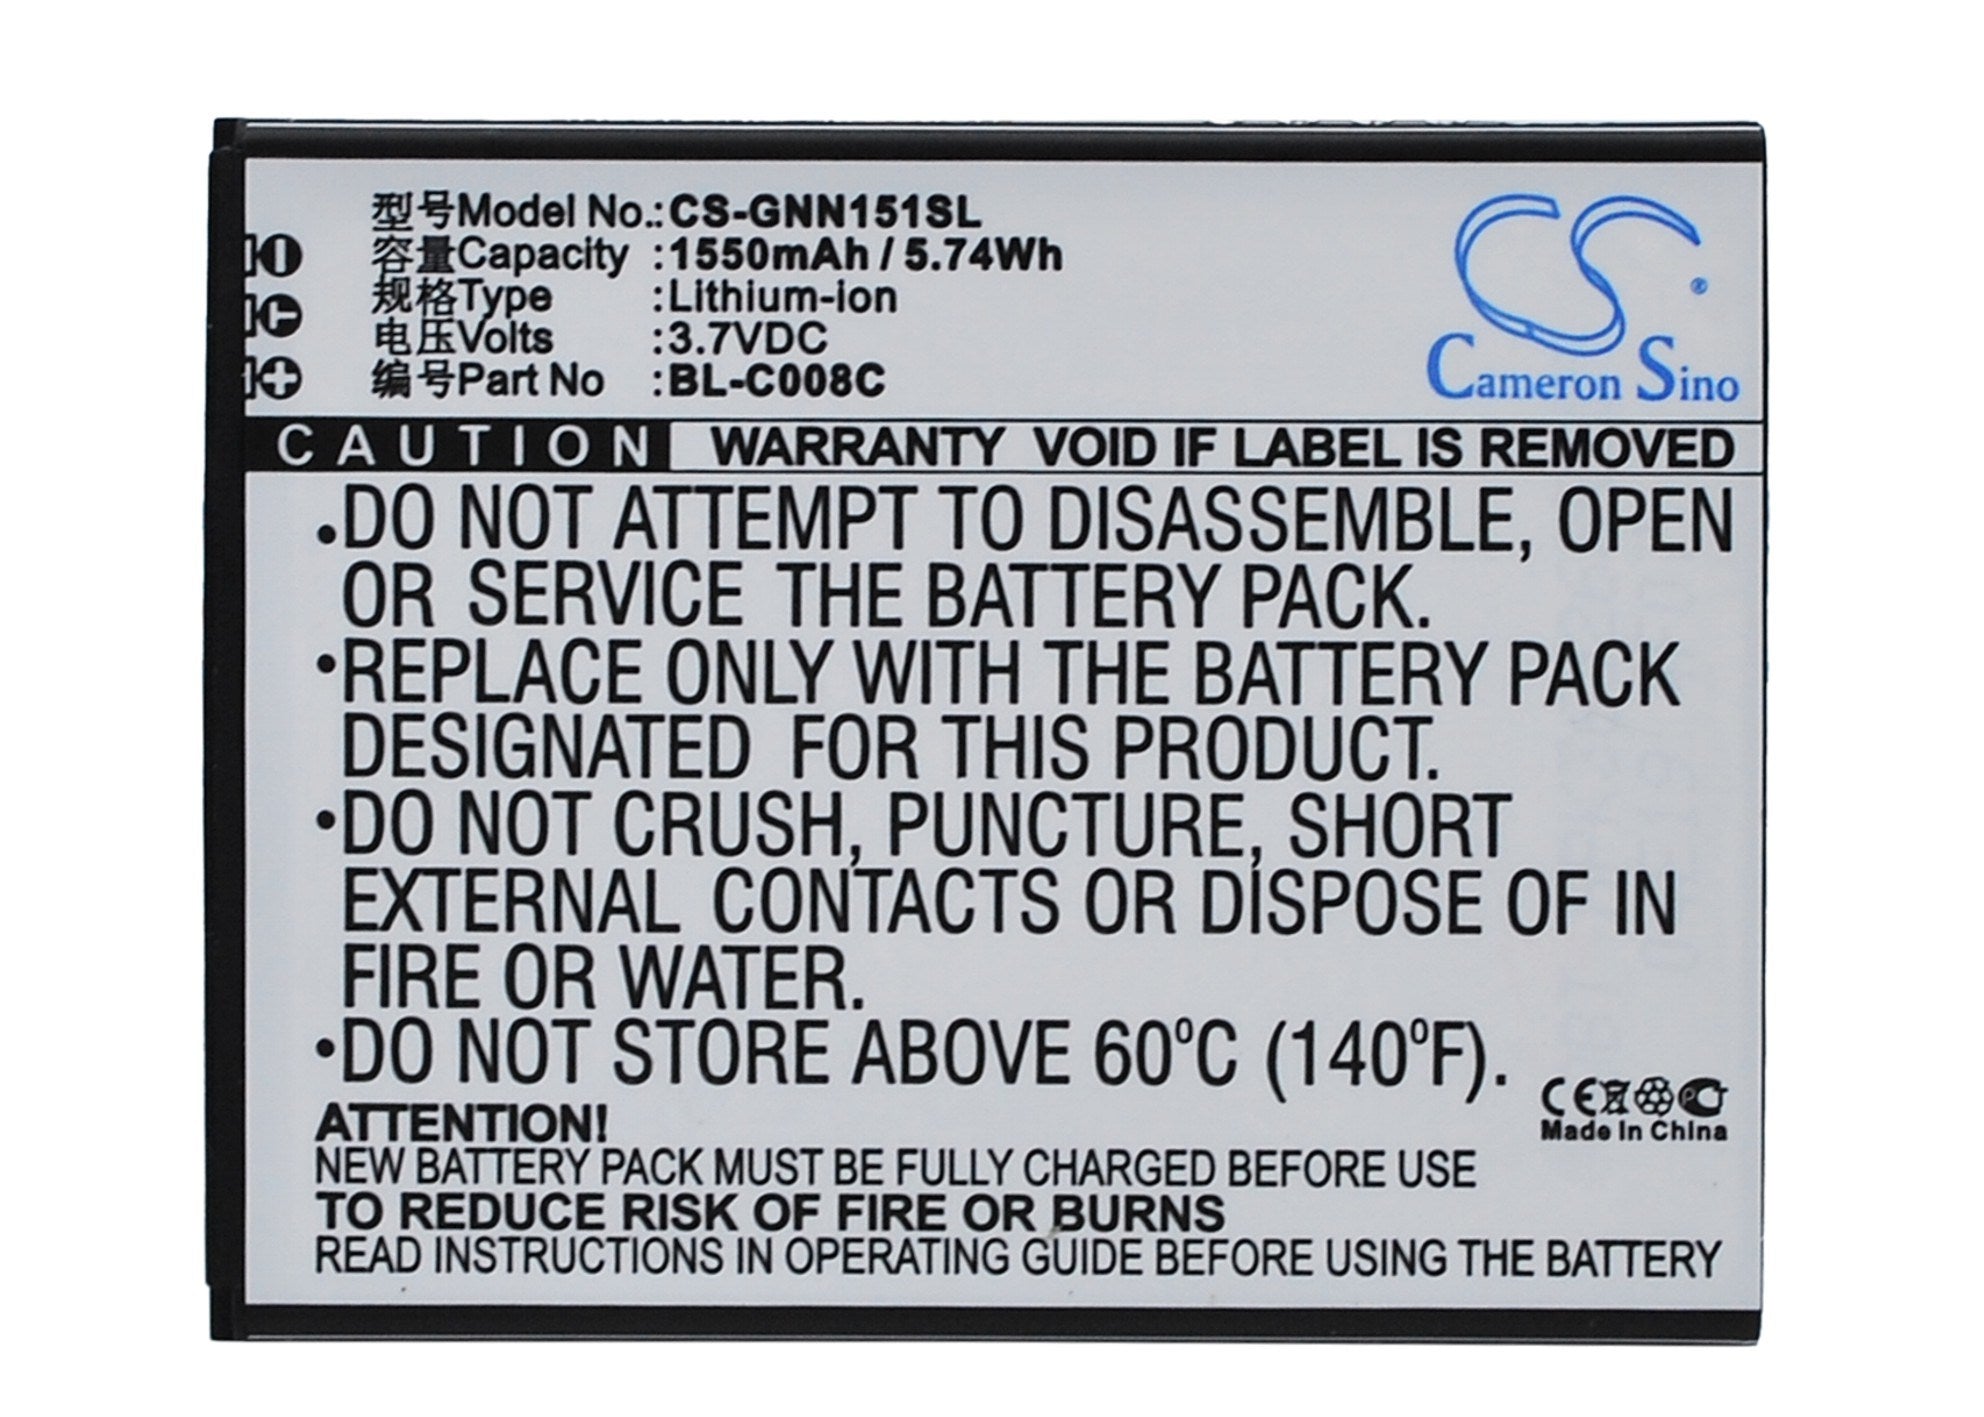 型号Model No.:CS-GNN151SL
容量Capacity :1550mAh / 5.74Wh
规格Type :Lithium-ion
电压Volts :3.7VDC
编号Part No :BL-C008C
CS®
Cameron Sino
CAUTION WARRANTY VOID IF LABEL IS REMOVED
•DO NOT ATTEMPT TO DISASSEMBLE, OPEN
OR SERVICE THE BATTERY PACK.
•REPLACE ONLY WITH THE BATTERY PACK
DESIGNATED FOR THIS PRODUCT.
•DO NOT CRUSH, PUNCTURE, SHORT
EXTERNAL CONTACTS OR DISPOSE OF IN
FIRE OR WATER.
•DO NOT STORE ABOVE 60°C (140°F).
CE
Made In China
ATTENTION!
NEW BATTERY PACK MUST BE FULLY CHARGED BEFORE USE
TO REDUCE RISK OF FIRE OR BURNS
READ INSTRUCTIONS IN OPERATING GUIDE BEFORE USING THE BATTERY